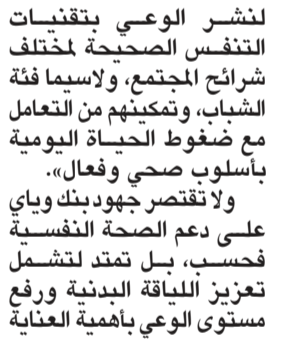 لنشر الوعي بتقنيات
التنفس الصحيحة لمختلف
شرائح المجتمع، ولاسيما فئة
الشباب، وتمكينهم من التعامل
مع ضغوط الحياة اليومية
بأسلوب صحي وفعال».
ولا تقتصر جهود بنك وياي
على دعم الصحة النفسية
فحسب، بل تمتد لتشمل
تعزيز اللياقة البدنية ورفع
مستوى الوعي بأهمية العناية